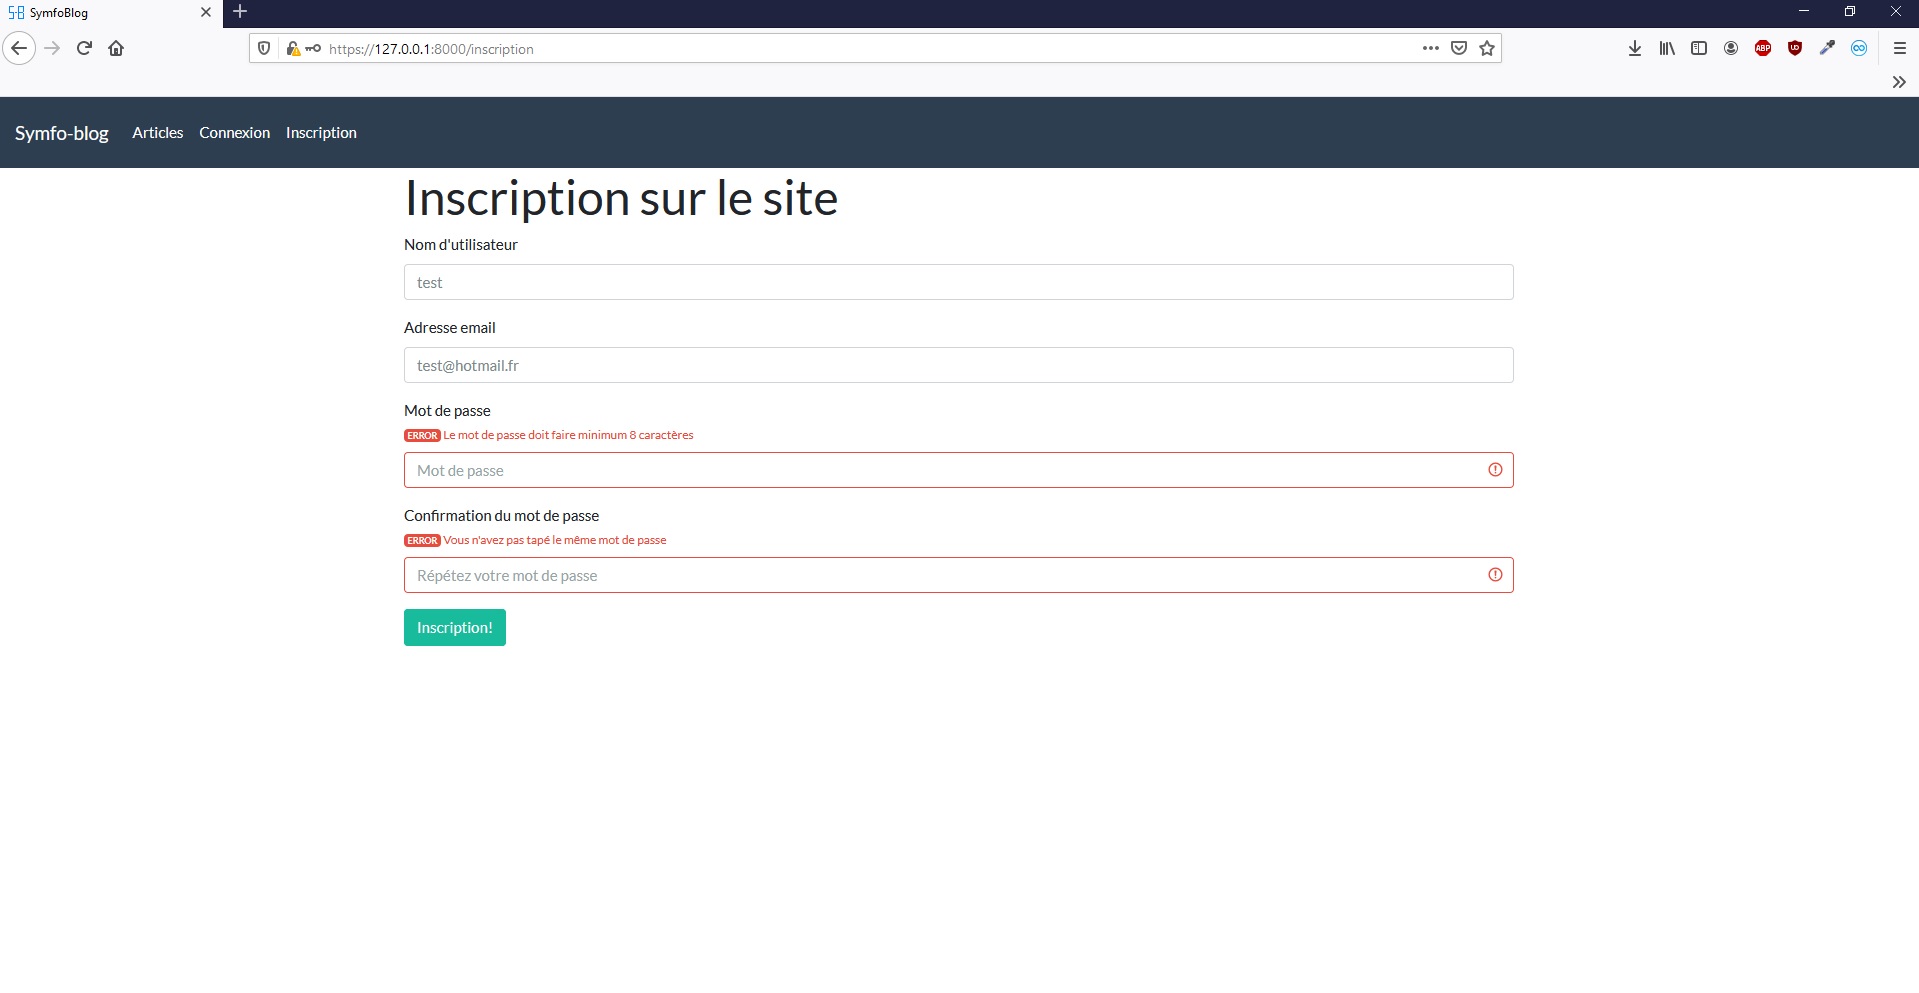 SymfoBlog
https://127.0.0.1:8000/inscription
Symfo-blog Articles Connexion Inscription
Inscription sur le site
Nom d'utilisateur
test
Adresse email
test@hotmail.fr
Mot de passe
ERROR Le mot de passe doit faire minimum 8 caractères
Mot de passe
Confirmation du mot de passe
ERROR Vous n'avez pas tapé le même mot de passe
Répétez votre mot de passe
Inscription!